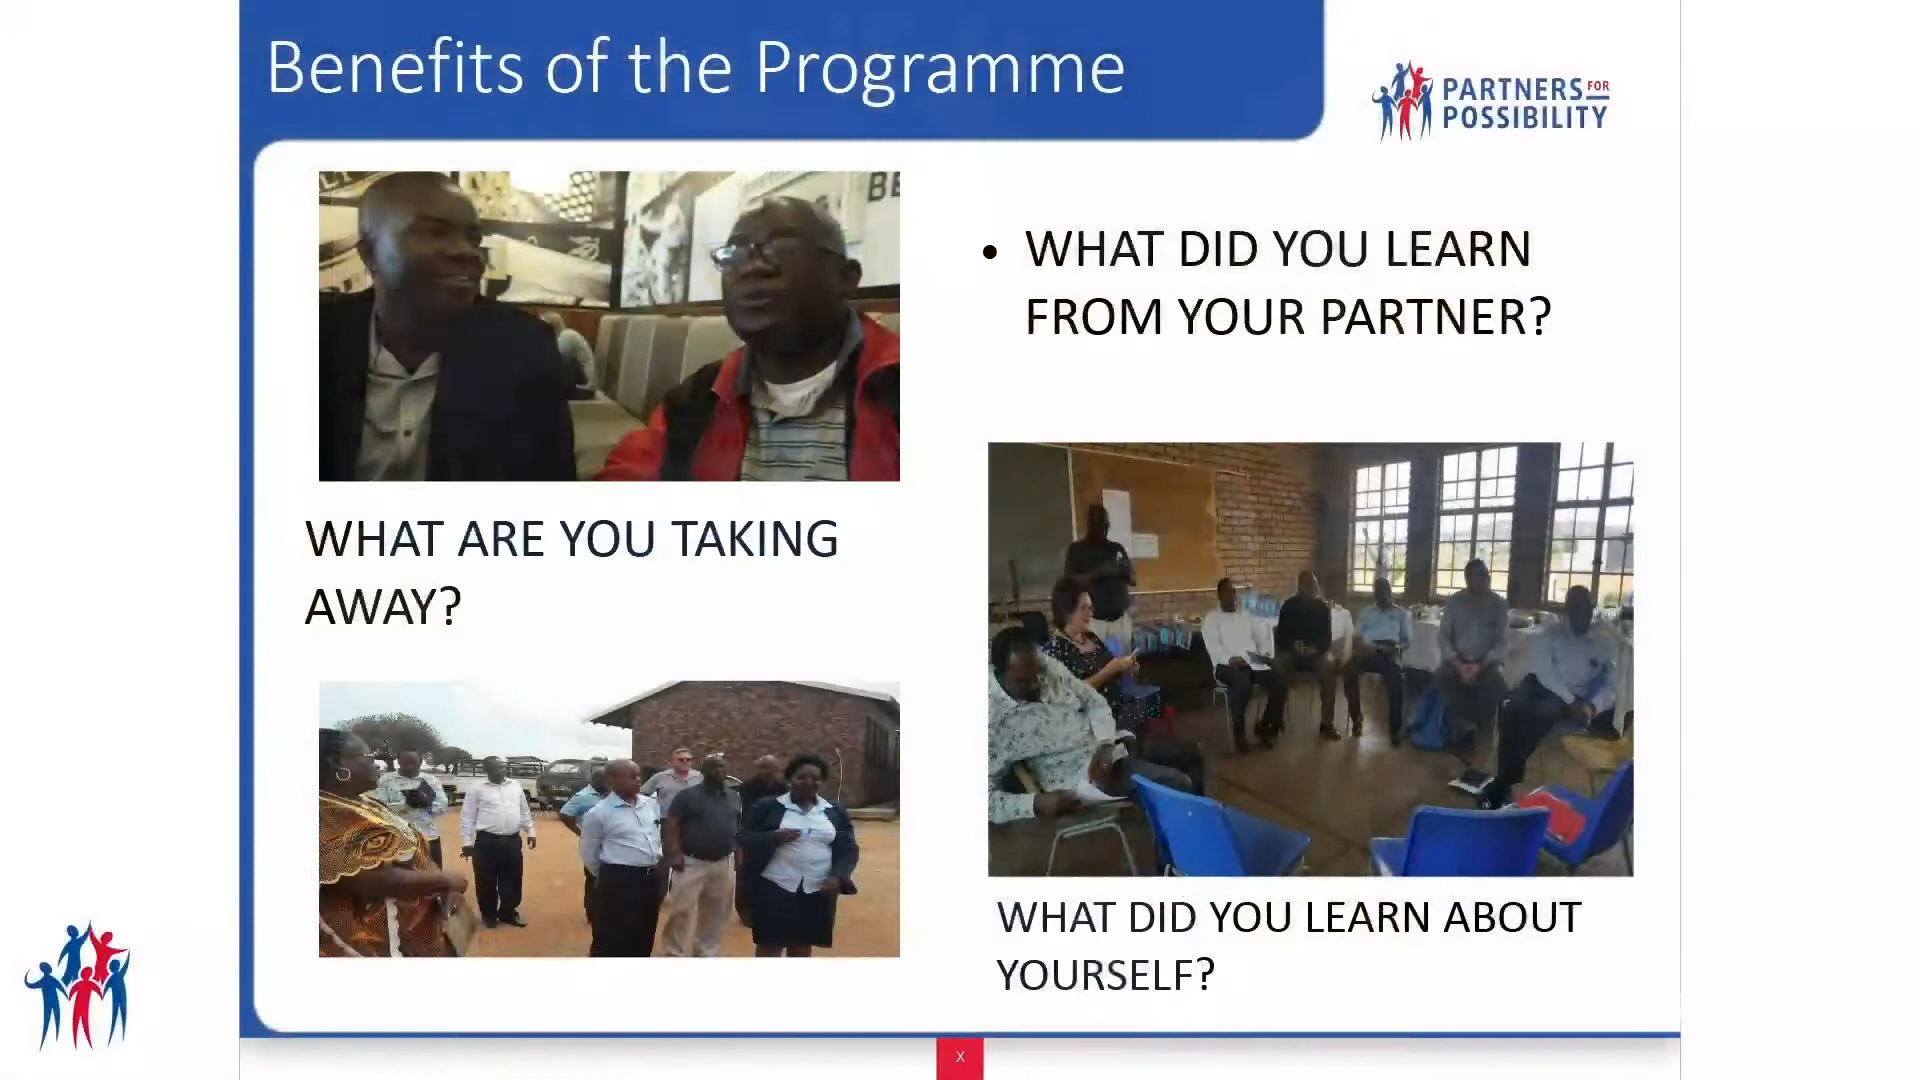 Benefits of the Programme
PARTNERS FOR
POSSIBILITY
• WHAT DID YOU LEARN
FROM YOUR PARTNER?
WHAT ARE YOU TAKING
AWAY?
WHAT DID YOU LEARN ABOUT
YOURSELF?
X